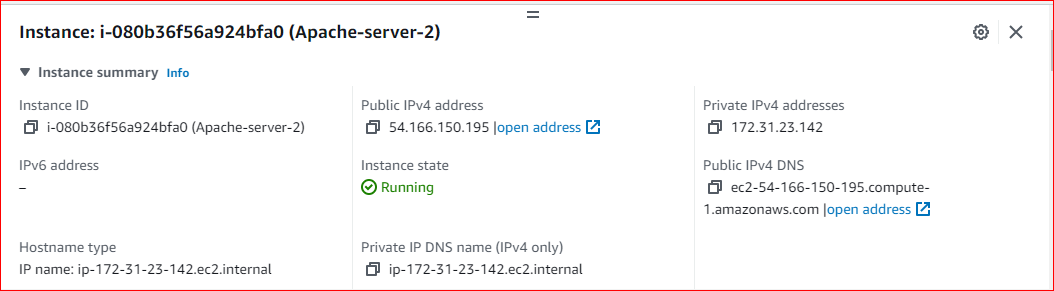 Instance: i-080b36f56a924bfa0 (Apache-server-2)
Instance summary Info
Instance ID
i-080b36f56a924bfa0 (Apache-server-2)
Public IPv4 address
54.166.150.195 |open address
Private IPv4 addresses
172.31.23.142
IPv6 address
–
Instance state
Running
Public IPv4 DNS
ec2-54-166-150-195.compute-
1.amazonaws.com |open address
Hostname type
IP name: ip-172-31-23-142.ec2.internal
Private IP DNS name (IPv4 only)
ip-172-31-23-142.ec2.internal